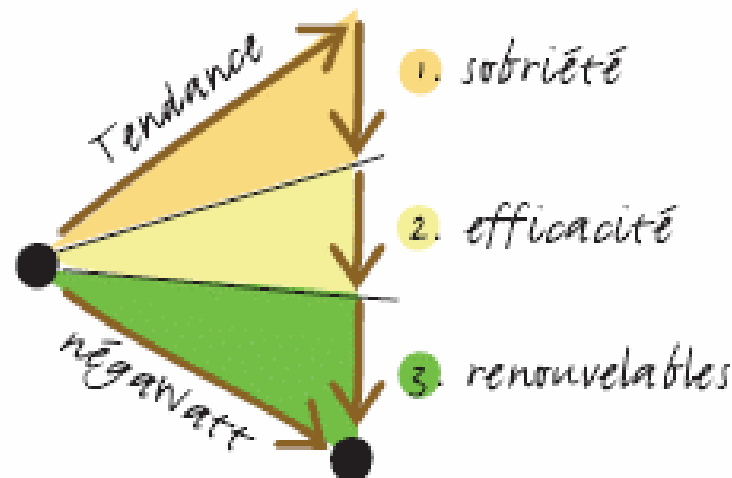 Tendance
1. sobriété
2. efficacité
3. renouvelables
négaWatt